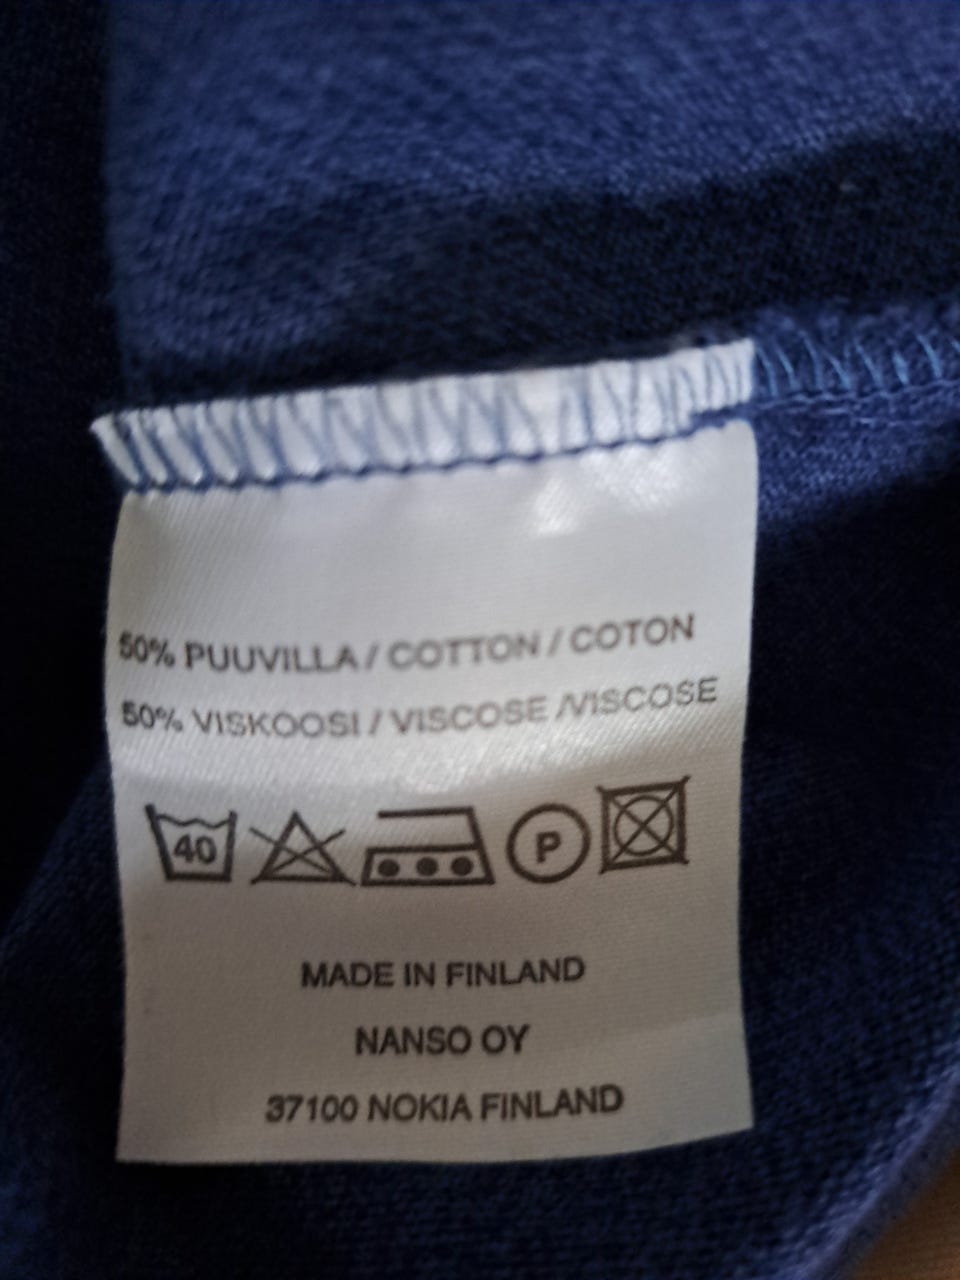 50% PUUVILLA / COTTON / COTON
50% VISKOOSI / VISCOSE /VISCOSE
40 P
MADE IN FINLAND
NANSO OY
37100 NOKIA FINLAND